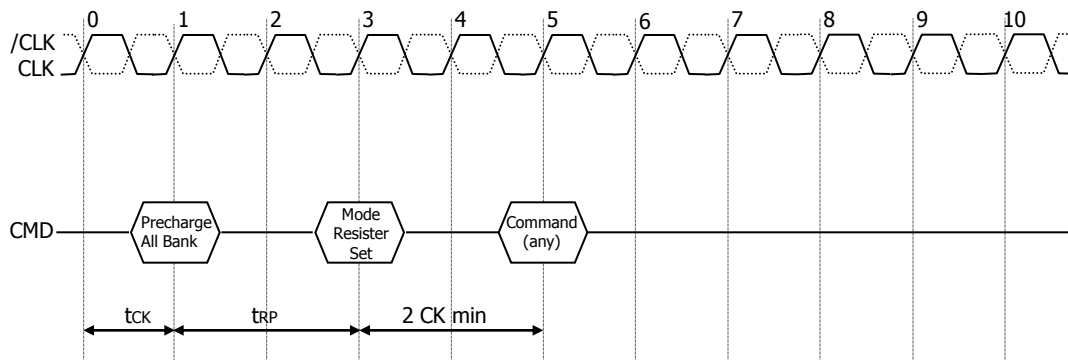 0 1 2 3 4 5 6 7 8 9 10
/CLK
CLK
CMD
Precharge
All Bank
Mode
Resister
Set
Command
(any)
tCK
tRP
2 CK min